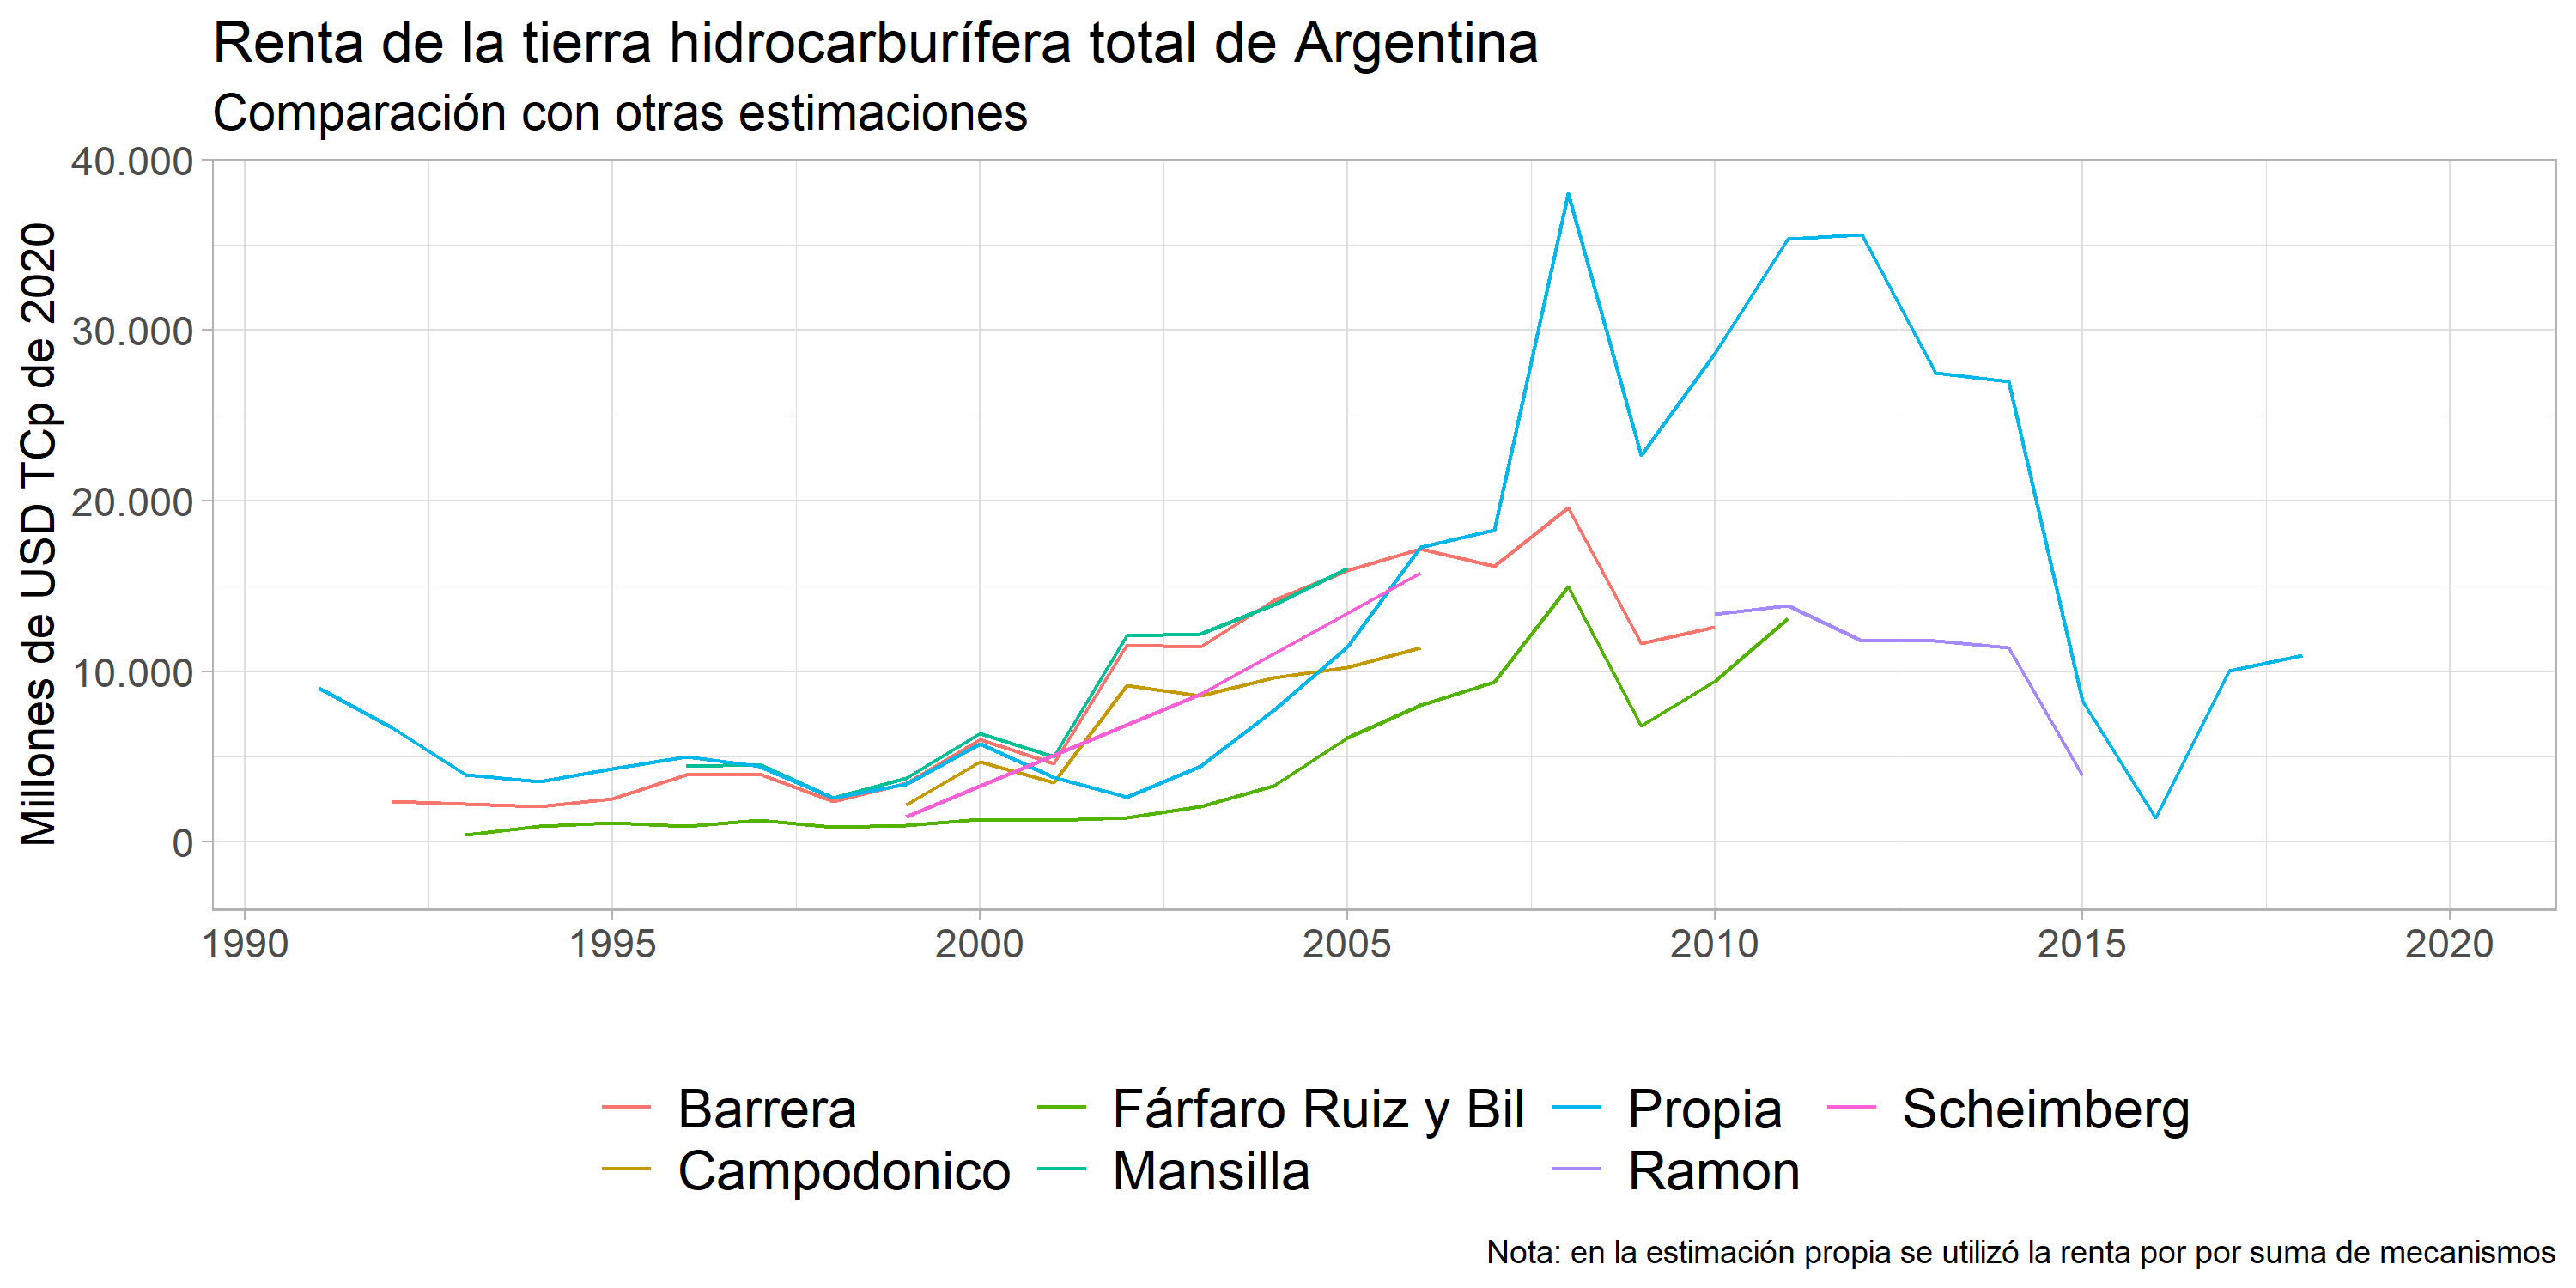 Renta de la tierra hidrocarburífera total de Argentina
Comparación con otras estimaciones
Millones de USD TCp de 2020
40.000
30.000
20.000
10.000
0
1990 1995 2000 2005 2010 2015 2020
Barrera Fárfaro Ruiz y Bil Propia Scheimberg
Campodonico Mansilla Ramon
Nota: en la estimación propia se utilizó la renta por por suma de mecanismos